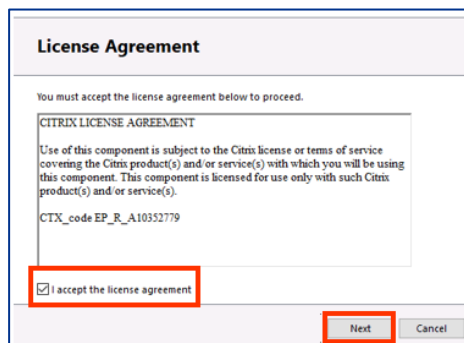 License Agreement
You must accept the license agreement below to proceed.
CITRIX LICENSE AGREEMENT
Use of this component is subject to the Citrix license or terms of service
covering the Citrix product(s) and/or service(s) with which you will be using
this component. This component is licensed for use only with such Citrix
product(s) and/or service(s).
CTX_code EP_R_A10352779
I accept the license agreement
Next Cancel